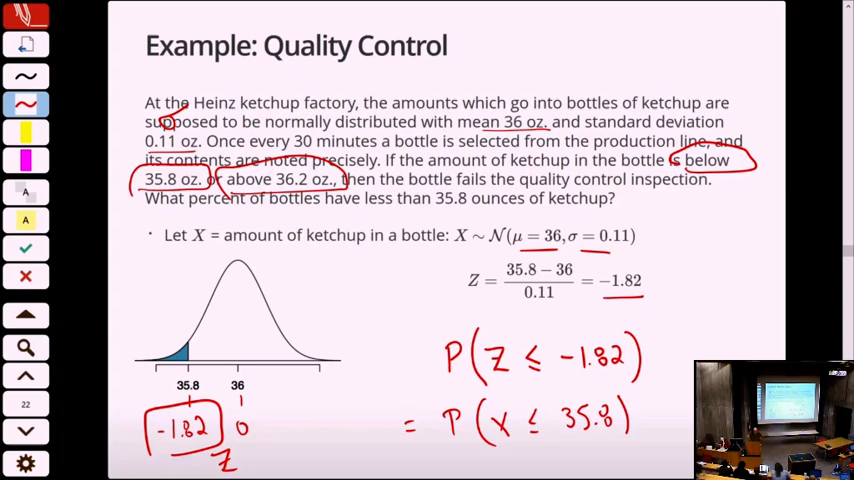 Example: Quality Control
At the Heinz ketchup factory, the amounts which go into bottles of ketchup are
supposed to be normally distributed with mean 36 oz. and standard deviation
0.11 oz. Once every 30 minutes a bottle is selected from the production line, and
its contents are noted precisely. If the amount of ketchup in the bottle is below
35.8 oz. or above 36.2 oz., then the bottle fails the quality control inspection.
What percent of bottles have less than 35.8 ounces of ketchup?
· Let X = amount of ketchup in a bottle: X ∼ N(μ = 36, σ = 0.11)
Z = (35.8 − 36) / 0.11 = −1.82
P(Z ≤ -1.82)
35.8 36
-1.82 0
= P(X ≤ 35.8)
Z
A
A
22